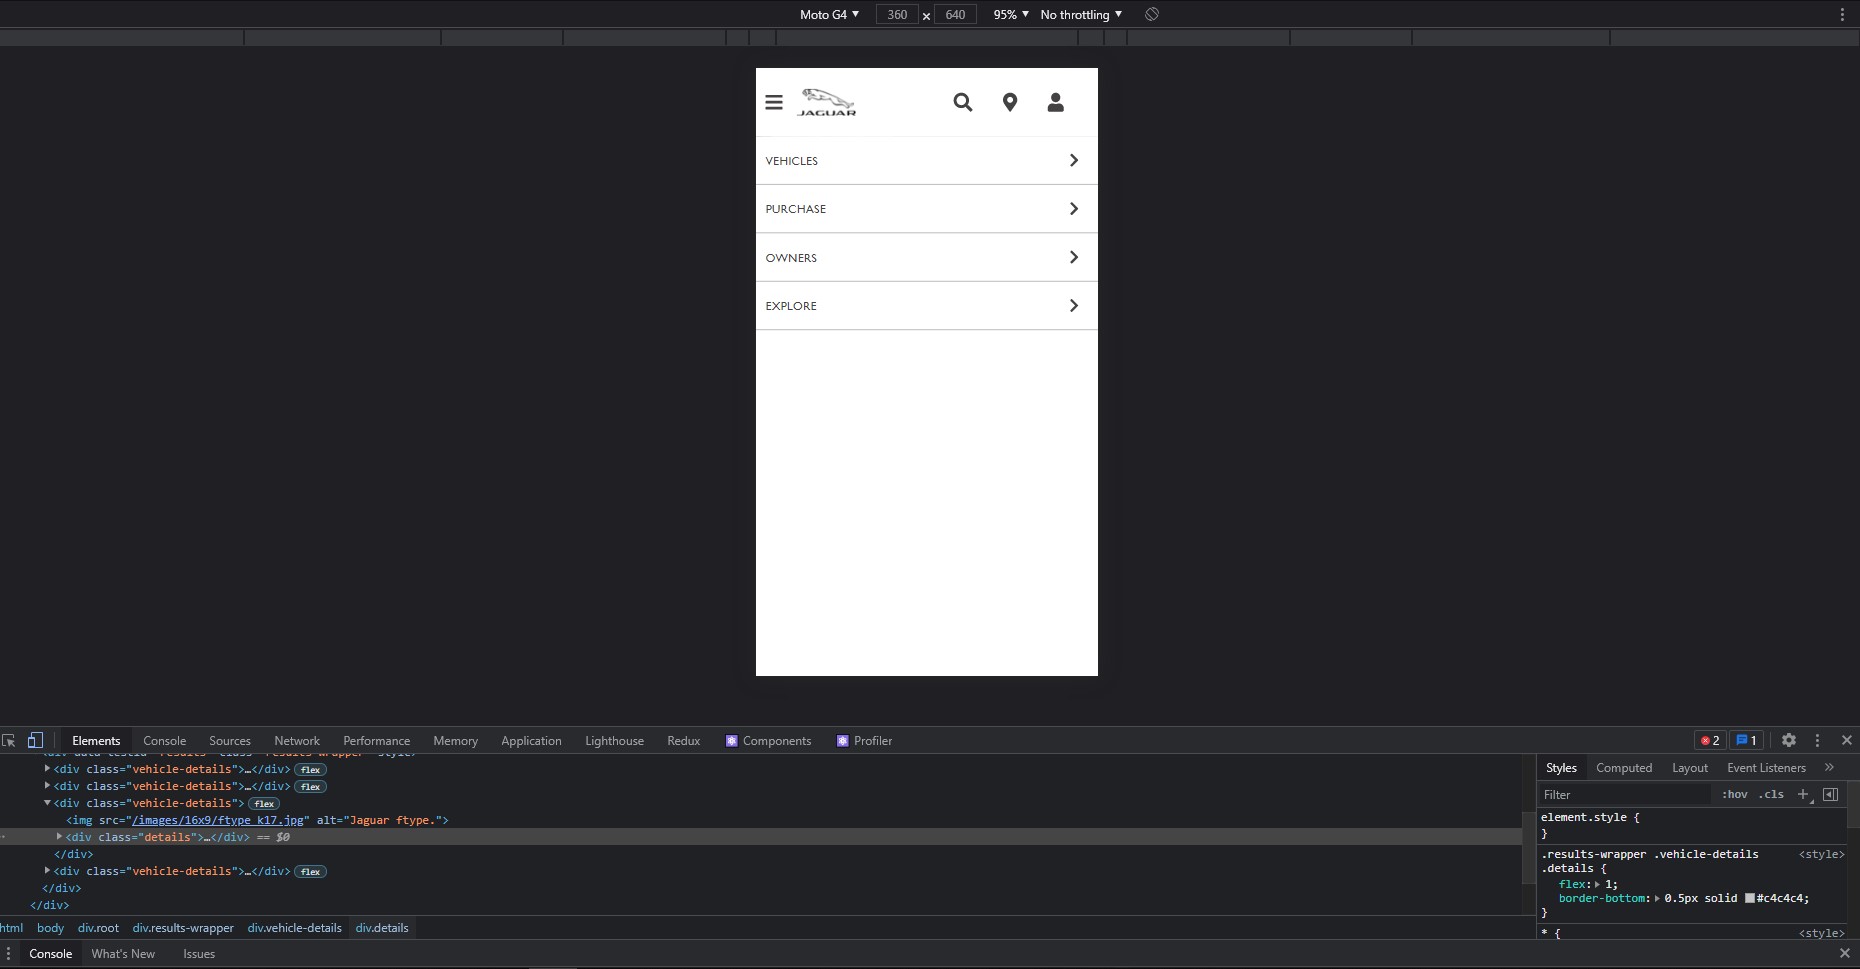 Moto G4 ▼ 360 × 640 95% ▼ No throttling ▼
JAGUAR
VEHICLES
PURCHASE
OWNERS
EXPLORE
Elements Console Sources Network Performance Memory Application Lighthouse Redux Components Profiler 2 1
<div class="vehicle-details">…</div> flex
<div class="vehicle-details">…</div> flex
<div class="vehicle-details"> flex
<img src="/images/16x9/ftype_k17.jpg" alt="Jaguar ftype.">
<div class="details">…</div> == $0
</div>
<div class="vehicle-details">…</div> flex
</div>
</div>
html body div.root div.results-wrapper div.vehicle-details div.details
Styles Computed Layout Event Listeners »
Filter :hov .cls +
element.style {
}
.results-wrapper .vehicle-details <style>
.details {
flex: 1;
border-bottom: 0.5px solid #c4c4c4;
}
* { <style>
Console What's New Issues